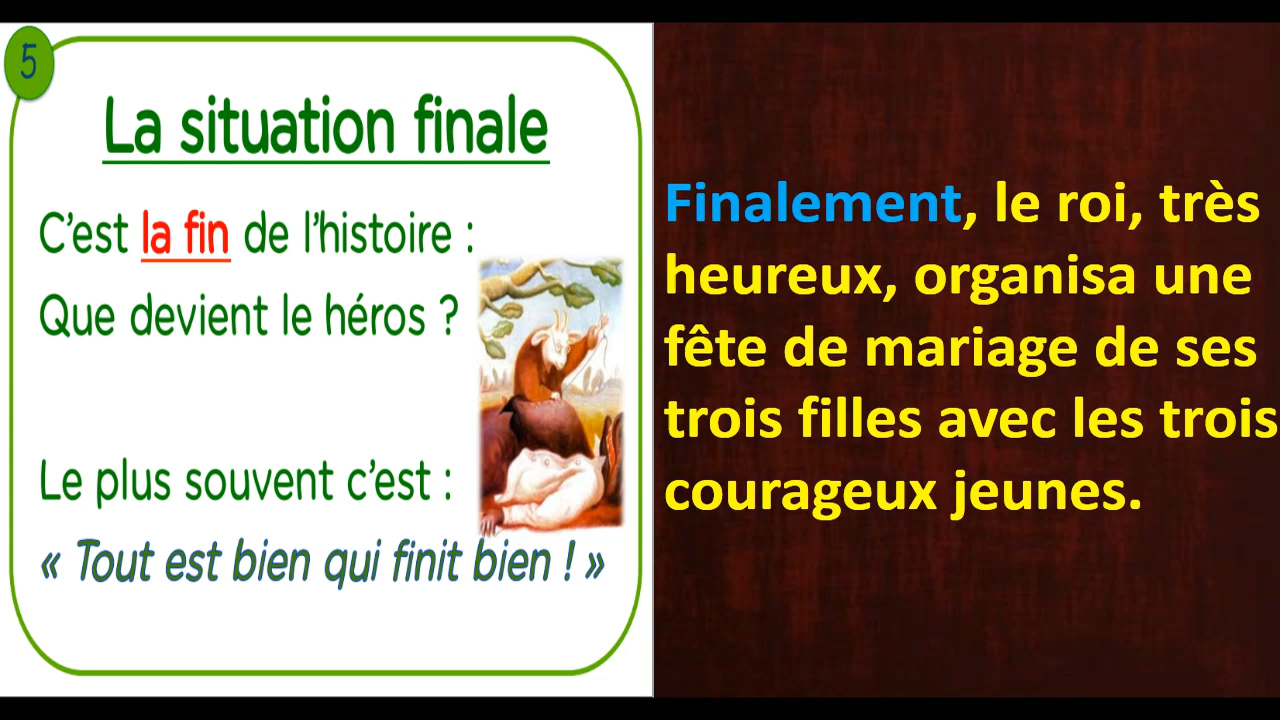 5
La situation finale
C'est la fin de l'histoire :
Que devient le héros ?
Le plus souvent c'est :
« Tout est bien qui finit bien ! »
Finalement, le roi, très
heureux, organisa une
fête de mariage de ses
trois filles avec les trois
courageux jeunes.